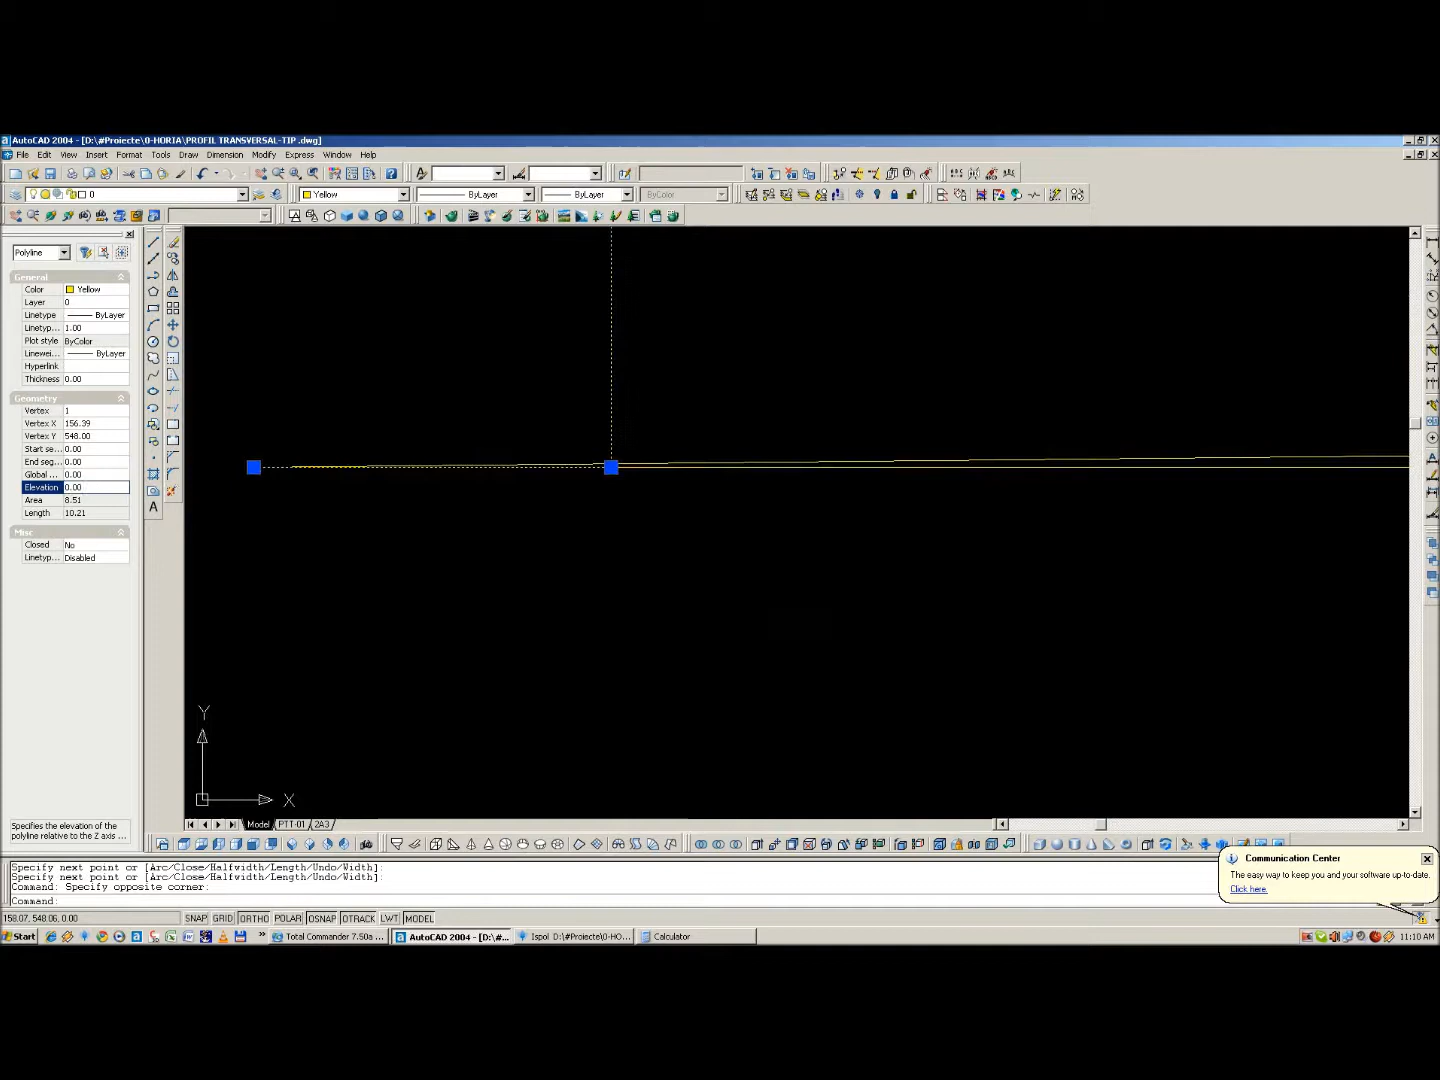 AutoCAD 2004 - [D:\#Proiecte\0-HORIA\PROFIL TRANSVERSAL-TIP .dwg]
File Edit View Insert Format Tools Draw Dimension Modify Express Window Help
0 Yellow ByLayer ByLayer ByColor
Polyline
General
Color Yellow
Layer 0
Linetype ByLayer
Linetyp... 1.00
Plot style ByColor
Linewei... ByLayer
Hyperlink
Thickness 0.00
Geometry
Vertex 1
Vertex X 156.39
Vertex Y 548.00
Start se... 0.00
End seg... 0.00
Global ... 0.00
Elevation 0.00
Area 8.51
Length 10.21
Misc
Closed No
Linetyp... Disabled
Y
X
Specifies the elevation of the
polyline relative to the Z axis ...
Model PTT-01 2A3
Specify next point or [Arc/Close/Halfwidth/Length/Undo/Width]:
Specify next point or [Arc/Close/Halfwidth/Length/Undo/Width]:
Command: Specify opposite corner:
Command:
Communication Center
The easy way to keep you and your software up-to-date.
Click here.
158.07, 548.06, 0.00 SNAP GRID ORTHO POLAR OSNAP OTRACK LWT MODEL
Start Total Commander 7.50a ... AutoCAD 2004 - [D:\#... Ispol D:\#Proiecte\0-HO... Calculator 11:10 AM